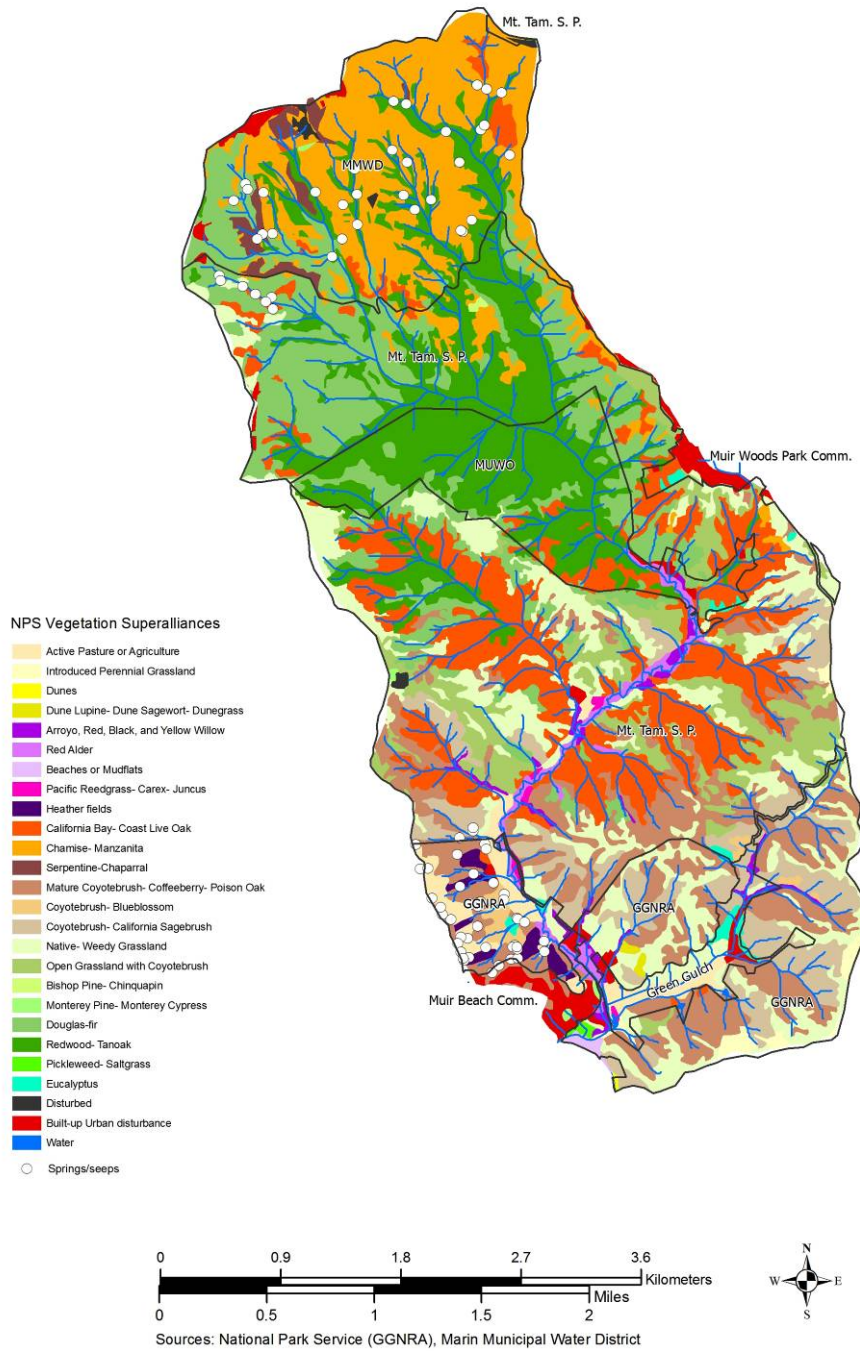 Mt. Tam. S. P.
MMWD
Mt. Tam. S. P.
Muir Woods Park Comm.
MUWO
NPS Vegetation Superalliances
Active Pasture or Agriculture
Introduced Perennial Grassland
Dunes
Dune Lupine- Dune Sagewort- Dunegrass
Arroyo, Red, Black, and Yellow Willow
Red Alder
Beaches or Mudflats
Pacific Reedgrass- Carex- Juncus
Heather fields
California Bay- Coast Live Oak
Chamise- Manzanita
Serpentine-Chaparral
Mature Coyotebrush- Coffeeberry- Poison Oak
Coyotebrush- Blueblossom
Coyotebrush- California Sagebrush
Native- Weedy Grassland
Open Grassland with Coyotebrush
Bishop Pine- Chinquapin
Monterey Pine- Monterey Cypress
Douglas-fir
Redwood- Tanoak
Pickleweed- Saltgrass
Eucalyptus
Disturbed
Built-up Urban disturbance
Water
Springs/seeps
Mt. Tam. S. P.
GGNRA
GGNRA
Green Gulch
GGNRA
Muir Beach Comm.
0 0.9 1.8 2.7 3.6
Kilometers
Miles
0 0.5 1 1.5 2
N
W E
S
Sources: National Park Service (GGNRA), Marin Municipal Water District